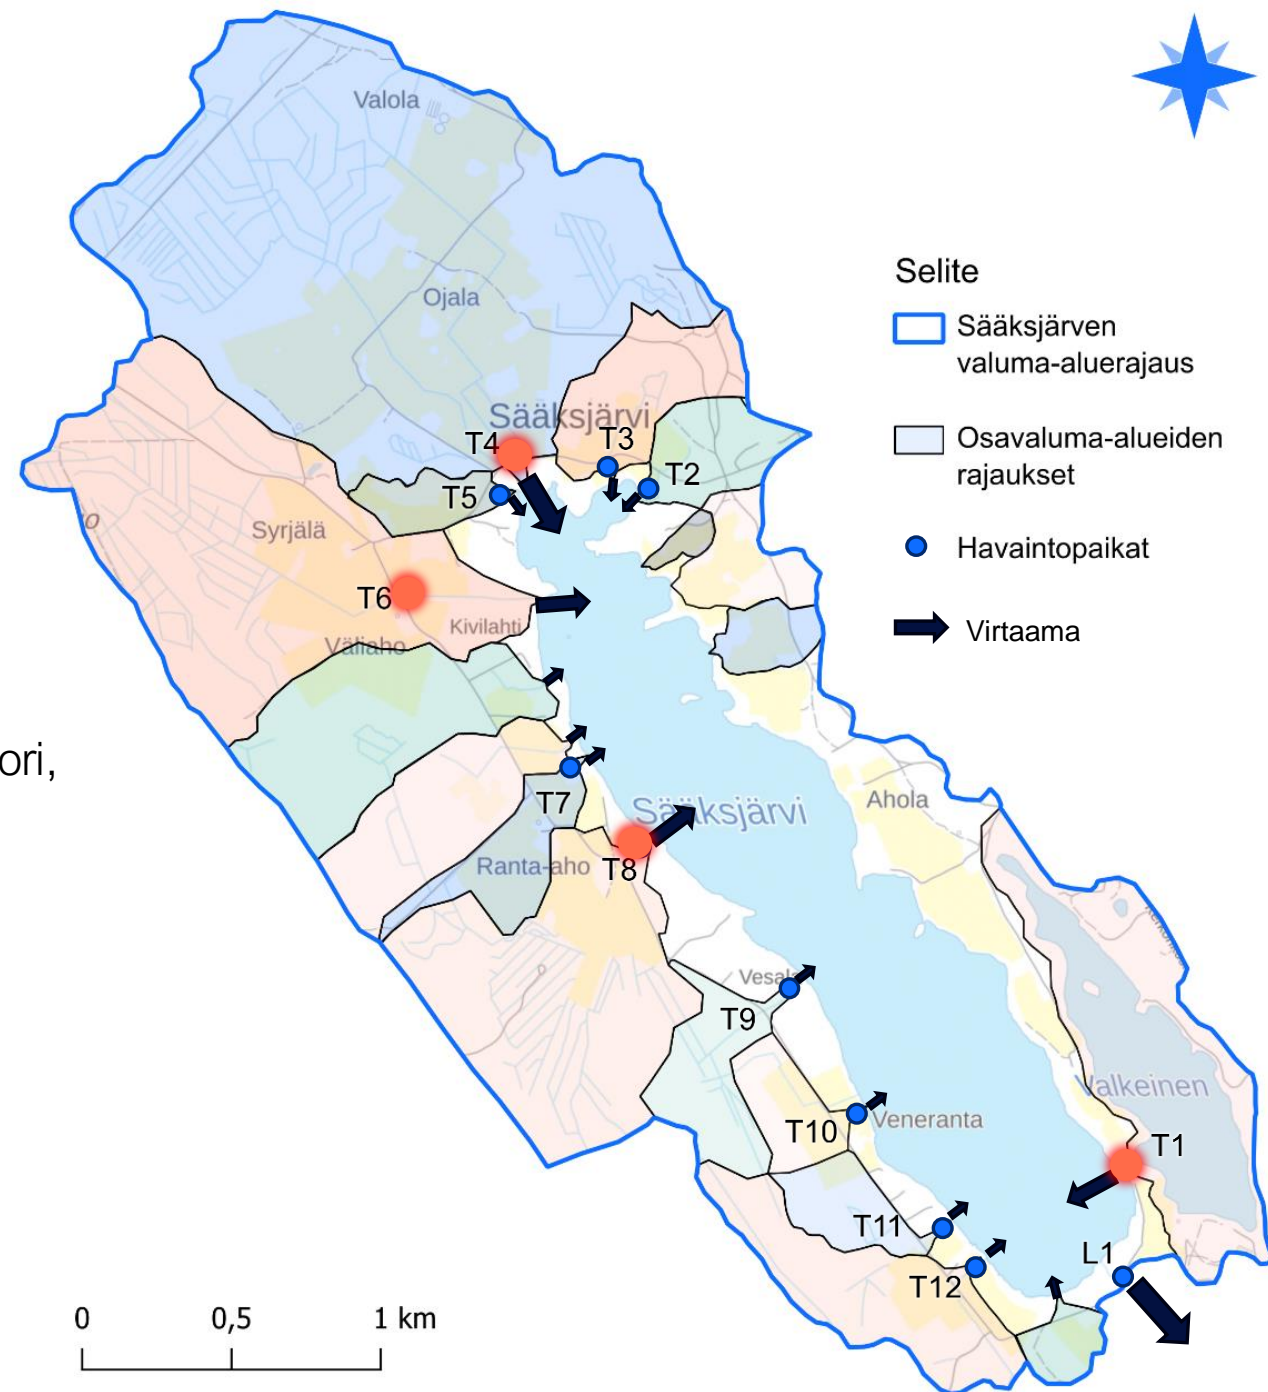 Valola
Ojala
Sääksjärvi
T4
T3
T2
T5
Syrjälä
T6
Kivilahti
Väliaho
ori,
T7
Sääksjärvi
Ahola
Ranta-aho
T8
T9
T10
Veneranta
Valkeinen
T1
T11
T12
L1
Selite
Sääksjärven
valuma-aluerajaus
Osavaluma-alueiden
rajaukset
Havaintopaikat
Virtaama
0 0,5 1 km